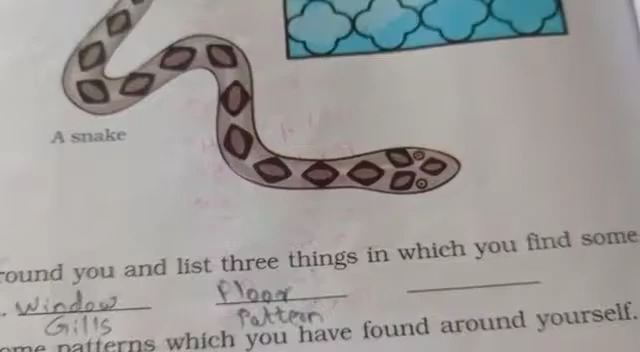 A snake
round you and list three things in which you find some
window floor
Gills Pattern
ome patterns which you have found around yourself.